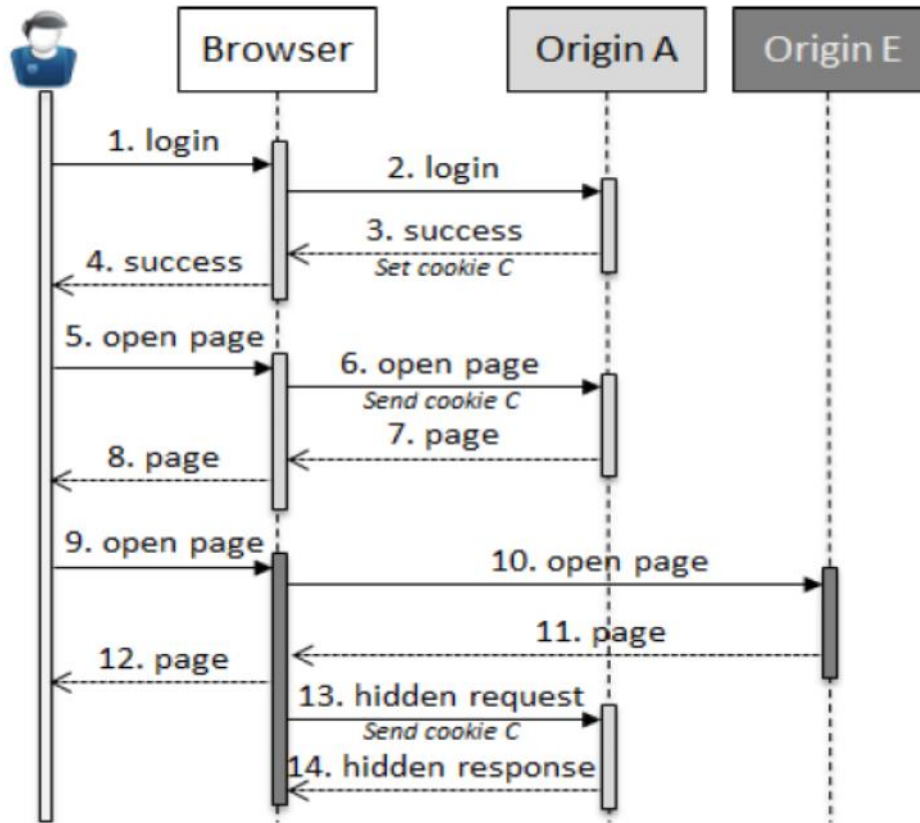 Browser
Origin A
Origin E
1. login
2. login
3. success
Set cookie C
4. success
5. open page
6. open page
Send cookie C
7. page
8. page
9. open page
10. open page
11. page
12. page
13. hidden request
Send cookie C
14. hidden response